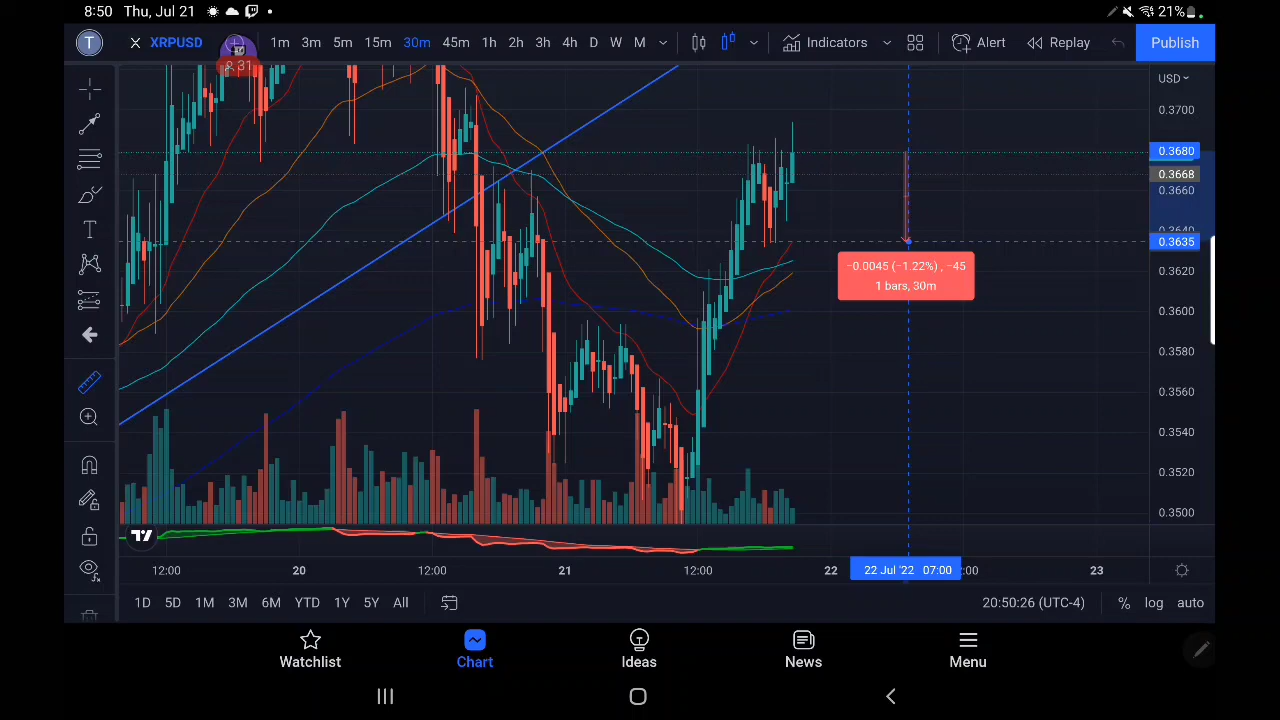 8:50 Thu, Jul 21 21%
T XRPUSD 31 1m 3m 5m 15m 30m 45m 1h 2h 3h 4h D W M Indicators Alert Replay Publish
USD
0.3700
0.3680
0.3668
0.3660
0.3640
0.3635
0.3620
0.3600
0.3580
0.3560
0.3540
0.3520
0.3500
−0.0045 (−1.22%) , −45
1 bars, 30m
12:00 20 12:00 21 12:00 22 22 Jul '22 07:00 :00 23
1D 5D 1M 3M 6M YTD 1Y 5Y All 20:50:26 (UTC-4) % log auto
Watchlist Chart Ideas News Menu